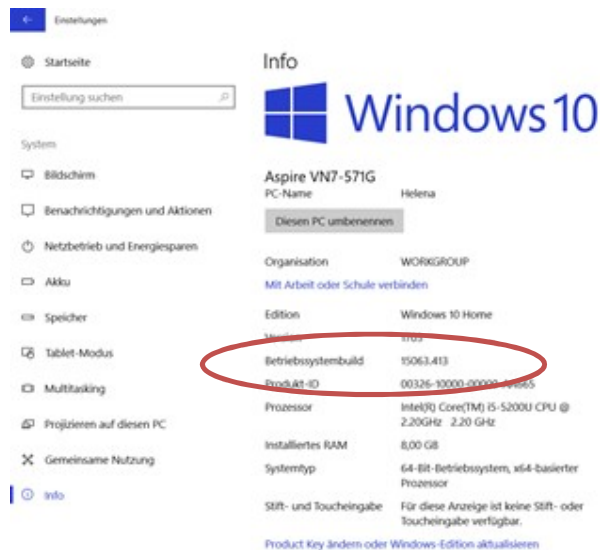 Einstellungen
Startseite
Einstellung suchen
System
Bildschirm
Benachrichtigungen und Aktionen
Netzbetrieb und Energiesparen
Akku
Speicher
Tablet-Modus
Multitasking
Projizieren auf diesen PC
Gemeinsame Nutzung
Info
Info
Windows 10
Aspire VN7-571G
PC-Name Helena
Diesen PC umbenennen
Organisation WORKGROUP
Mit Arbeit oder Schule verbinden
Edition Windows 10 Home
Version 1703
Betriebssystembuild 15063.413
Produkt-ID
Prozessor Intel(R) Core(TM) i5-5200U CPU @
2.20GHz 2.20 GHz
Installiertes RAM 8,00 GB
Systemtyp 64-Bit-Betriebssystem, x64-basierter
Prozessor
Stift- und Toucheingabe Für diese Anzeige ist keine Stift- oder
Toucheingabe verfügbar.
Product Key ändern oder Windows-Edition aktualisieren